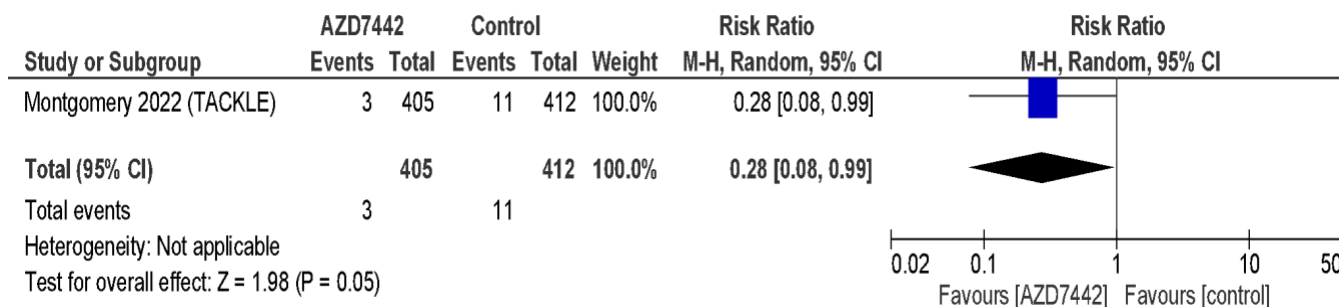 AZD7442 Control Risk Ratio Risk Ratio
Study or Subgroup Events Total Events Total Weight M-H, Random, 95% CI M-H, Random, 95% CI
Montgomery 2022 (TACKLE) 3 405 11 412 100.0% 0.28 [0.08, 0.99]
Total (95% CI) 405 412 100.0% 0.28 [0.08, 0.99]
Total events 3 11
Heterogeneity: Not applicable
Test for overall effect: Z = 1.98 (P = 0.05)
0.02 0.1 1 10 50
Favours [AZD7442] Favours [control]